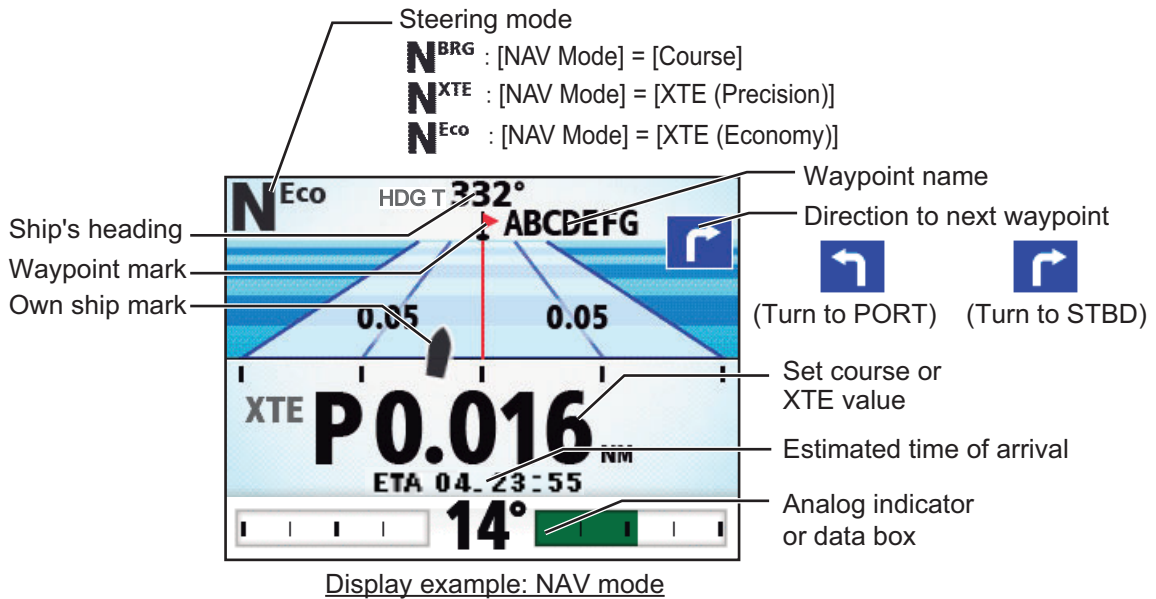 Steering mode
N BRG : [NAV Mode] = [Course]
N XTE : [NAV Mode] = [XTE (Precision)]
N Eco : [NAV Mode] = [XTE (Economy)]
N Eco
HDG T 332°
ABCDEFG
Waypoint name
Direction to next waypoint
(Turn to PORT) (Turn to STBD)
Ship's heading
Waypoint mark
Own ship mark
0.05 0.05
XTE P0.016 NM
Set course or
XTE value
ETA 04_23:55
Estimated time of arrival
14°
Analog indicator
or data box
Display example: NAV mode